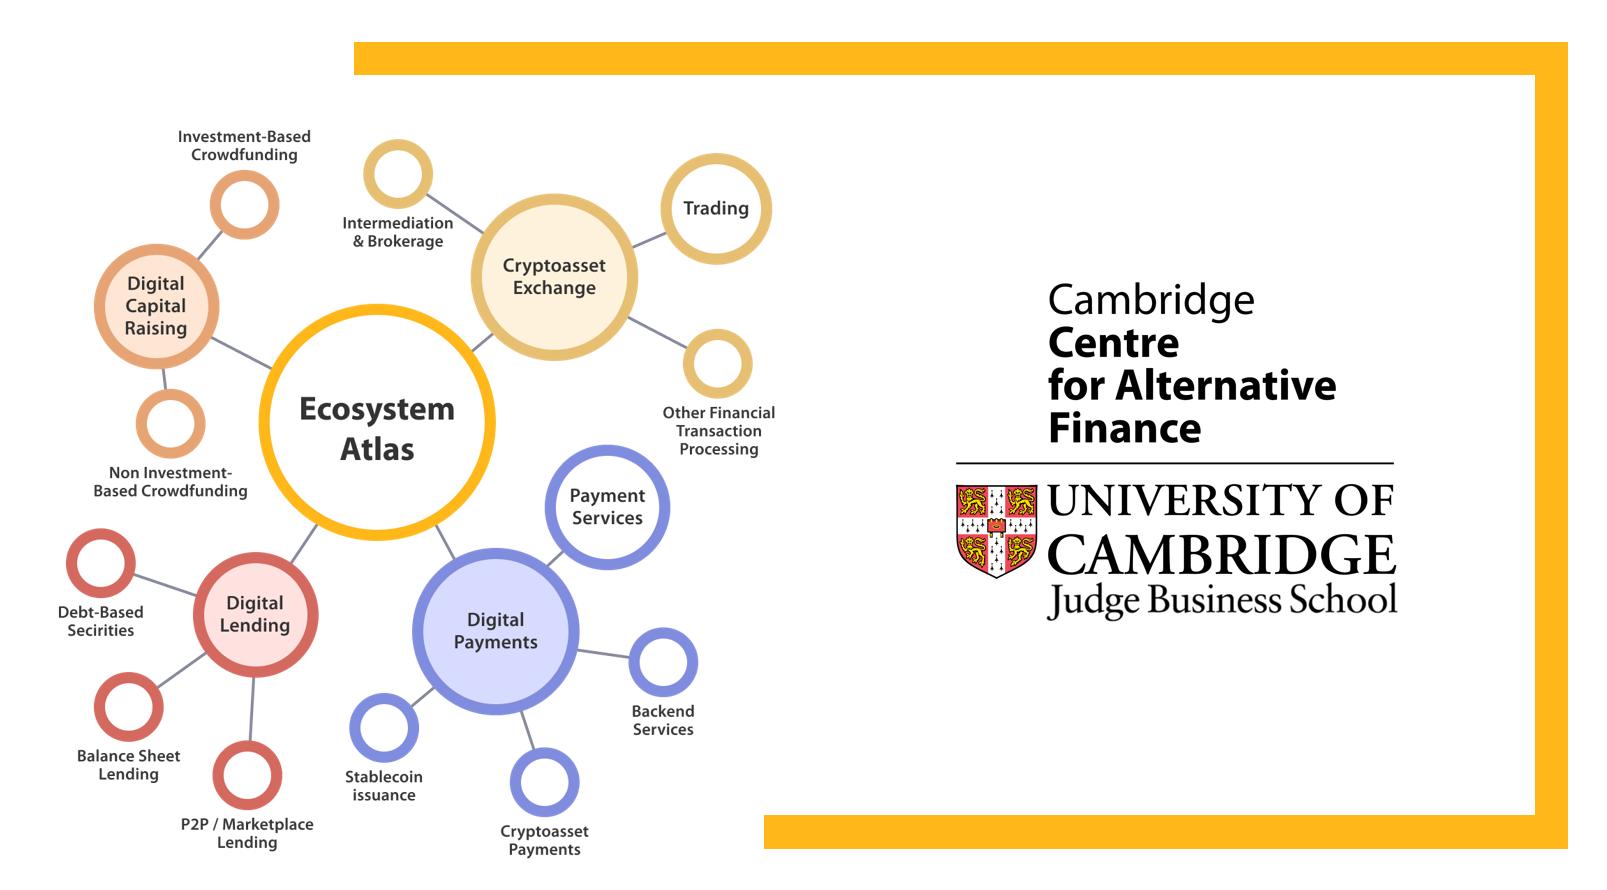 Investment-Based
Crowdfunding
Intermediation
& Brokerage
Trading
Cryptoasset
Exchange
Digital
Capital
Raising
Other Financial
Transaction
Processing
Ecosystem
Atlas
Non Investment-
Based Crowdfunding
Payment
Services
Debt-Based
Secirities
Digital
Lending
Digital
Payments
Backend
Services
Balance Sheet
Lending
Stablecoin
issuance
P2P / Marketplace
Lending
Cryptoasset
Payments
Cambridge
Centre
for Alternative
Finance
UNIVERSITY OF
CAMBRIDGE
Judge Business School